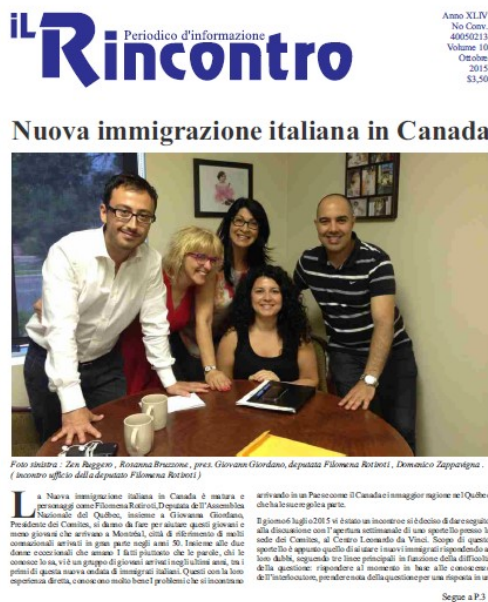 iL Rincontro
Periodico d'informazione
Anno XLIV
No Conv.
40050213
Volume 10
Ottobre
2015
$3,50
Nuova immigrazione italiana in Canada
Foto sinistra : Zen Ruggero , Rosanna Bruzzone , pres. Giovann Giordano, deputata Filomena Rotiroti , Domenico Zappavigna .
( incontro ufficio della deputato Filomena Rotiroti )
La Nuova immigrazione italiana in Canada è matura e
personaggi come Filomena Rotiroti, Deputata dell'Assemblea
Nazionale del Québec, insieme a Giovanna Giordano,
Presidente dei Comites, si danno da fare per aiutare questi giovani e
meno giovani che arrivano a Montréal, città di riferimento di molti
connazionali arrivati in gran parte negli anni 50. Insieme alle due
donne eccezionali che amano I fatti piuttosto che le parole, chi le
conosce lo sa, vi è un gruppo di giovani arrivati negli ultimi anni, tra i
primi di questa nuova ondata di immigrati italiani. Questi con la loro
esperienza diretta, conoscono molto bene I problemi che si incontrano
arrivando in un Paese come il Canada e in maggior ragione nel Québec
che ha le sue regole a parte.
Il giorno 6 luglio 2015 vi è stato un incontro e si è deciso di dare seguito
alla discussione con l'apertura settimanale di uno sportello presso la
sede dei Comites, al Centro Leonardo da Vinci. Scopo di questo
sportello è appunto quello di aiutare i nuovi immigrati rispondendo ai
loro dubbi, seguendo tre linee principali in funzione della difficoltà
della questione: rispondere al momento in base alle conoscenze
dell'interlocutore, prendere nota della questione per una risposta in un
Segue a P.3